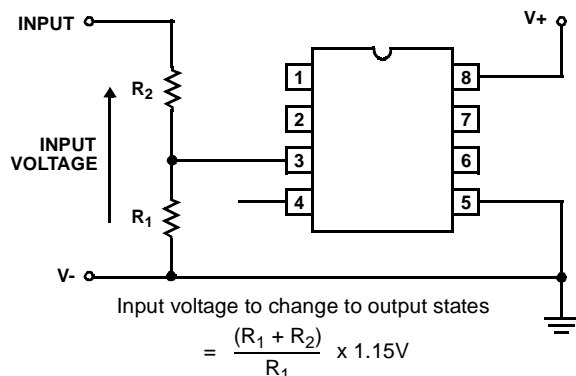 INPUT
V+
R2
1
8
2
7
INPUT
VOLTAGE
3
6
R1
4
5
V-
Input voltage to change to output states
= (R1 + R2) / R1 x 1.15V